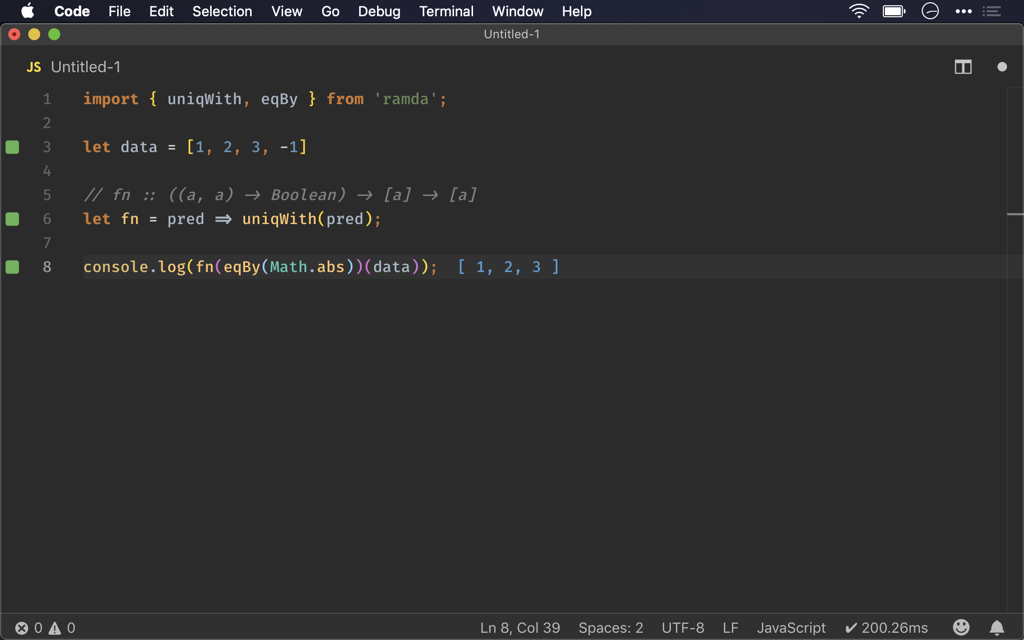 Code File Edit Selection View Go Debug Terminal Window Help
Untitled-1
JS Untitled-1
1 import { uniqWith, eqBy } from 'ramda';
2
3 let data = [1, 2, 3, -1]
4
5 // fn :: ((a, a) → Boolean) → [a] → [a]
6 let fn = pred ⇒ uniqWith(pred);
7
8 console.log(fn(eqBy(Math.abs))(data)); [ 1, 2, 3 ]
0 0 Ln 8, Col 39 Spaces: 2 UTF-8 LF JavaScript ✔ 200.26ms